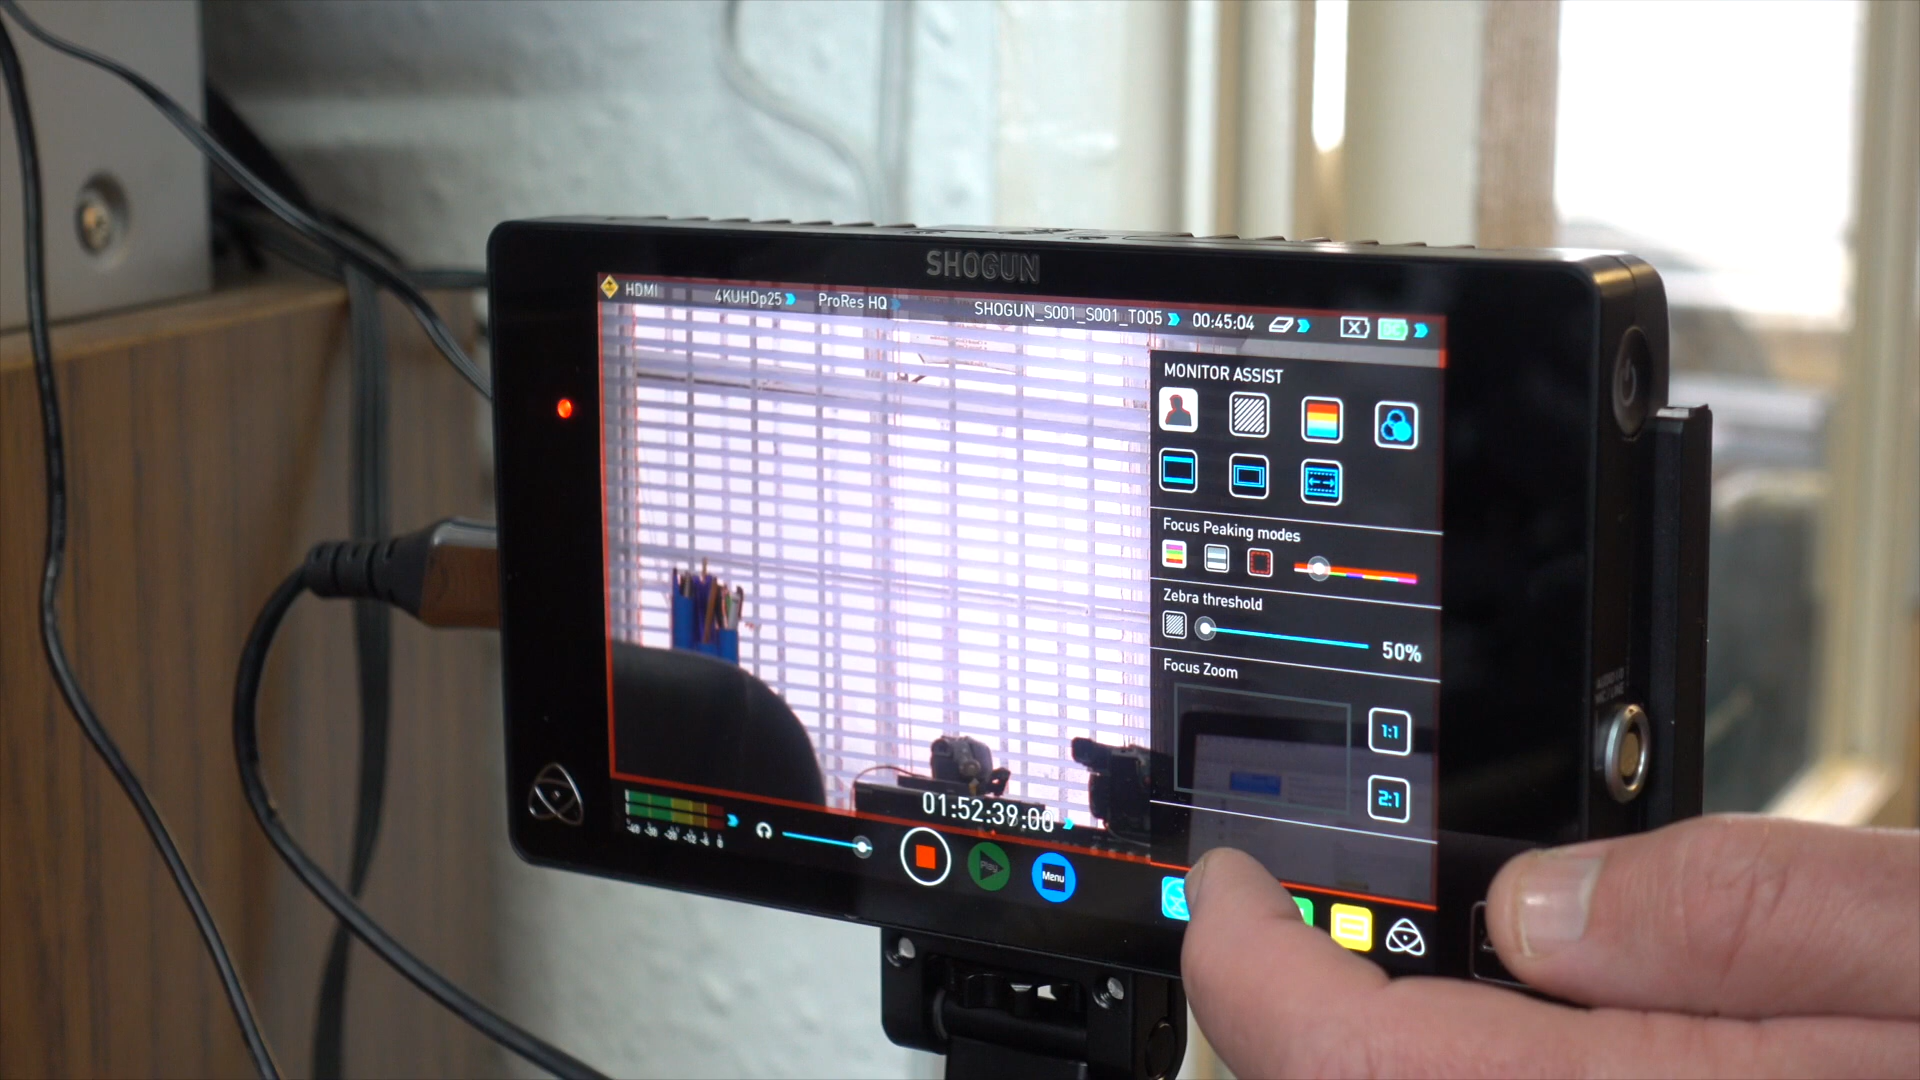 SHOGUN
HDMI 4KUHDp25 ProRes HQ SHOGUN_S001_S001_T005 00:45:04
MONITOR ASSIST
Focus Peaking modes
Zebra threshold
50%
Focus Zoom
1:1
2:1
01:52:39:00
Play
Menu